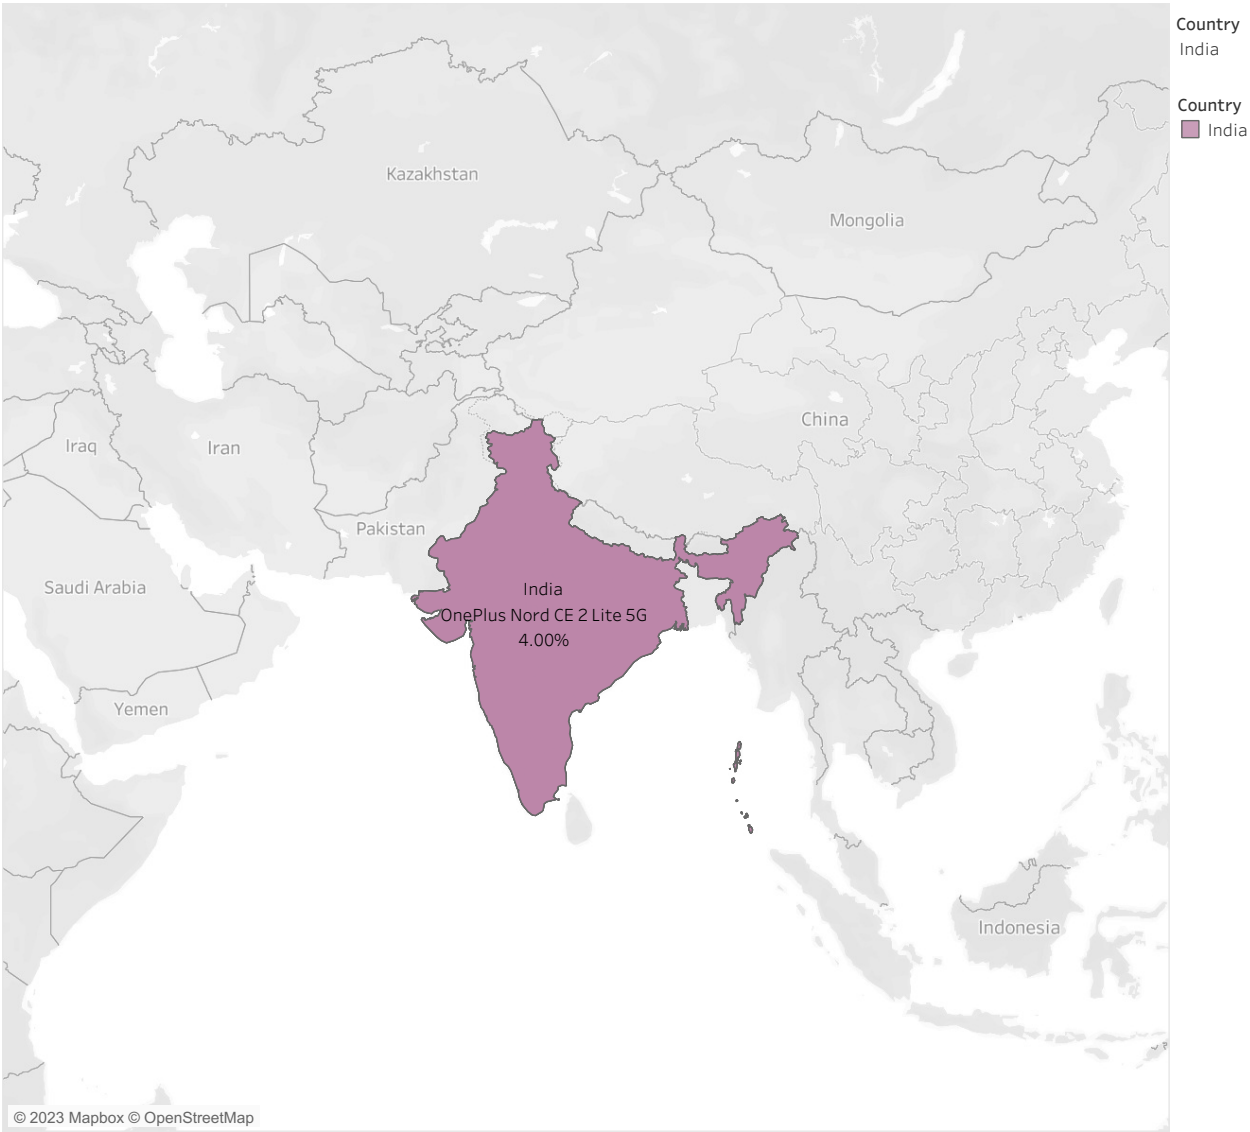 Country
India
Country
India
Kazakhstan
Mongolia
China
Iraq
Iran
Pakistan
Saudi Arabia
India
OnePlus Nord CE 2 Lite 5G
4.00%
Yemen
Indonesia
© 2023 Mapbox © OpenStreetMap